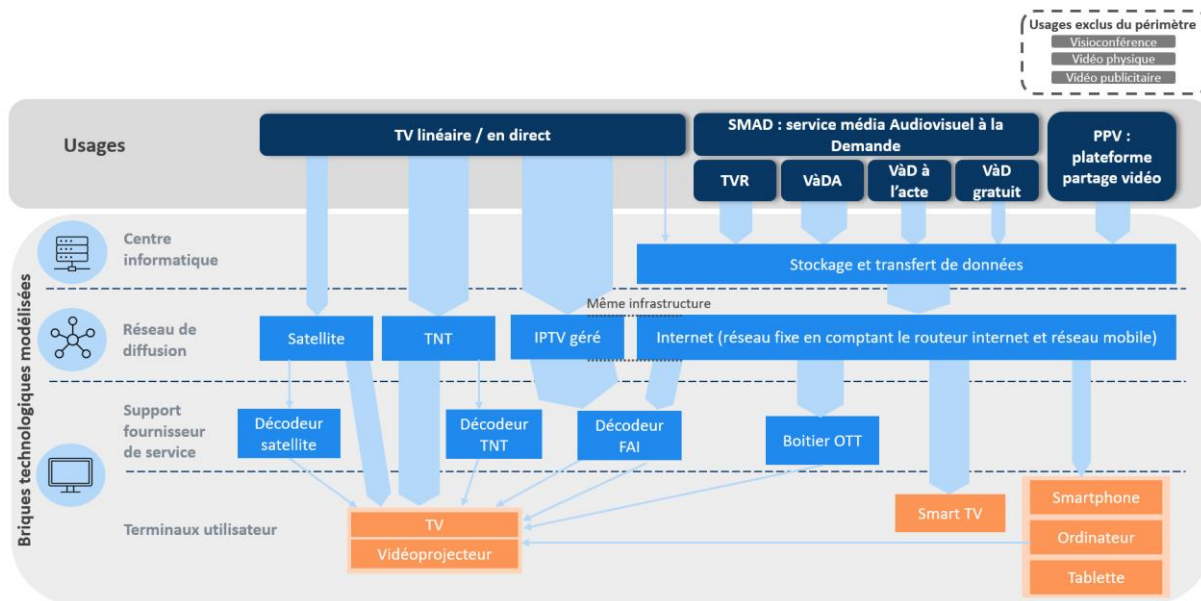 Usages exclus du périmètre
Visioconférence
Vidéo physique
Vidéo publicitaire
Usages
TV linéaire / en direct
SMAD : service média Audiovisuel à la
Demande
TVR
VàDA
VàD à
l'acte
VàD
gratuit
PPV :
plateforme
partage vidéo
Briques technologiques modélisées
Centre
informatique
Stockage et transfert de données
Même infrastructure
Réseau de
diffusion
Satellite
TNT
IPTV géré
Internet (réseau fixe en comptant le routeur internet et réseau mobile)
Support
fournisseur
de service
Décodeur
satellite
Décodeur
TNT
Décodeur
FAI
Boitier OTT
Terminaux utilisateur
TV
Vidéoprojecteur
Smart TV
Smartphone
Ordinateur
Tablette